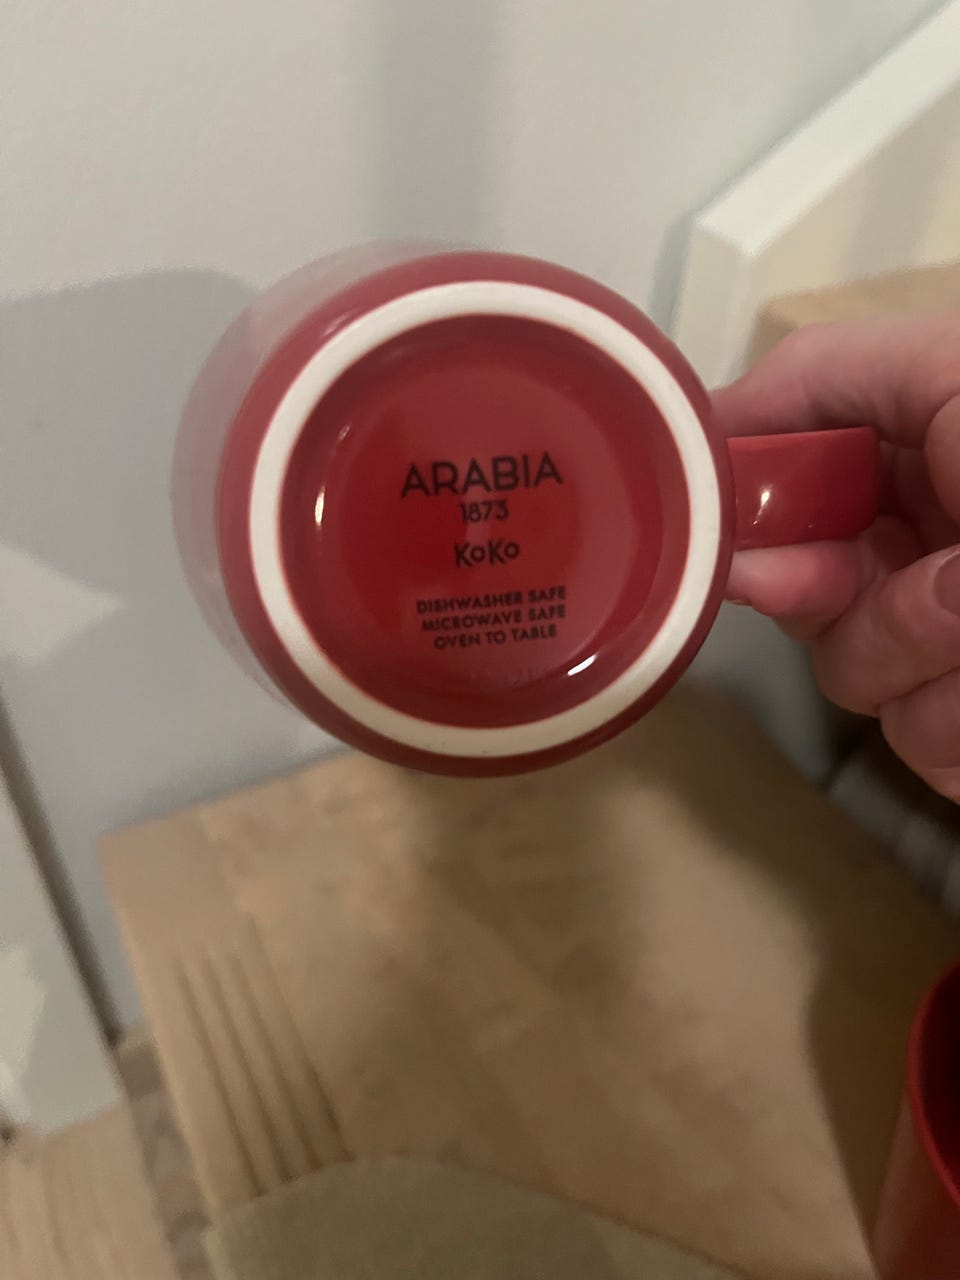 ARABIA
1873
KoKo
DISHWASHER SAFE
MICROWAVE SAFE
OVEN TO TABLE